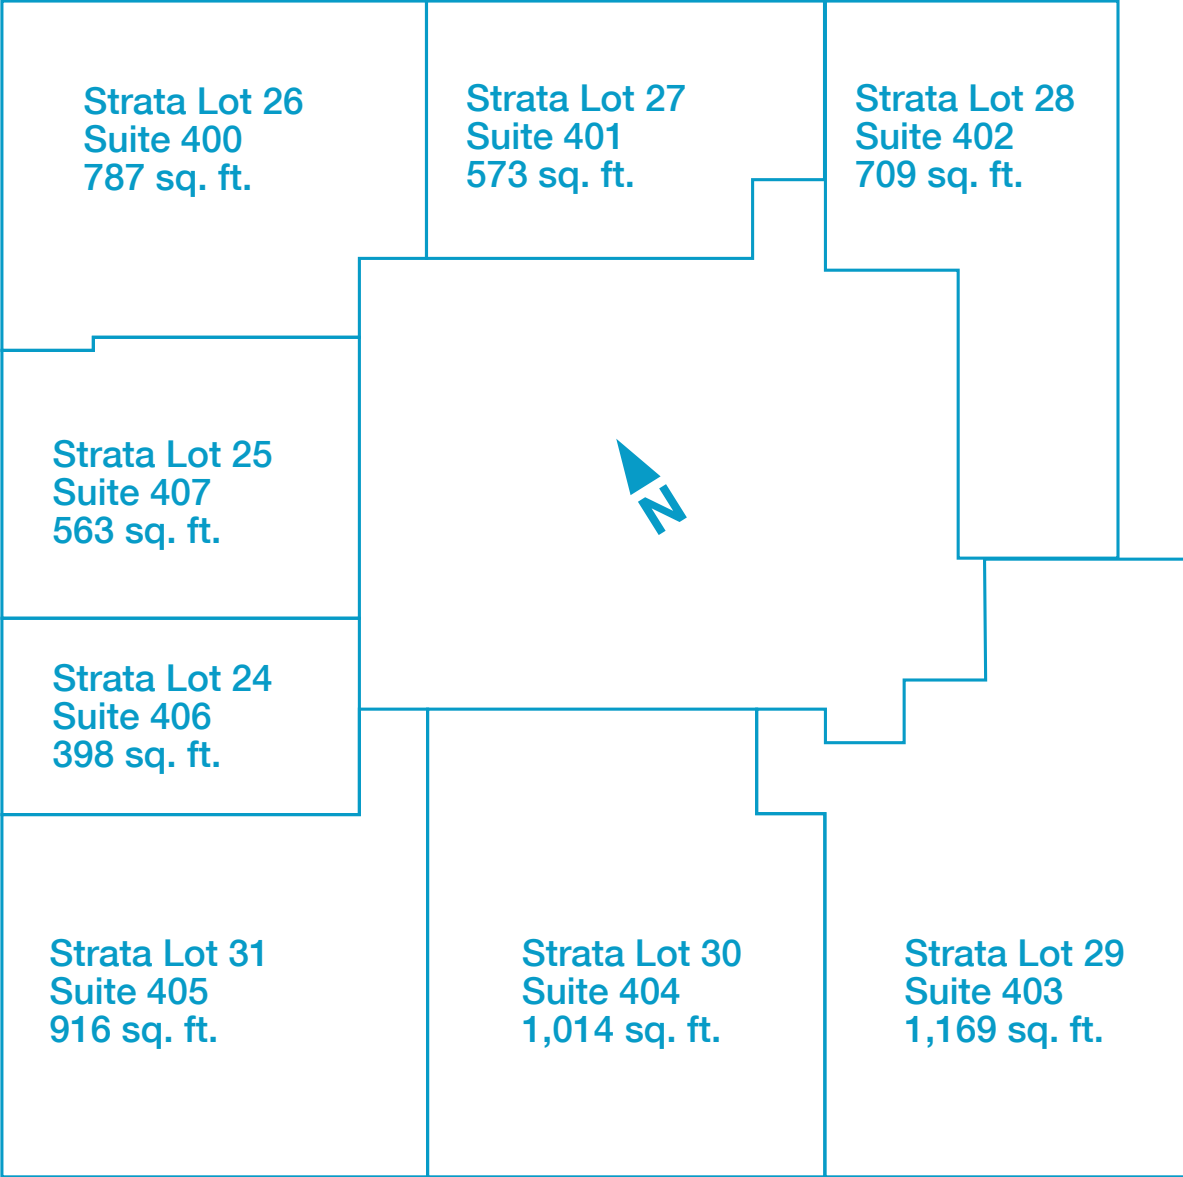 Strata Lot 26
Suite 400
787 sq. ft.
Strata Lot 27
Suite 401
573 sq. ft.
Strata Lot 28
Suite 402
709 sq. ft.
Strata Lot 25
Suite 407
563 sq. ft.
N
Strata Lot 24
Suite 406
398 sq. ft.
Strata Lot 31
Suite 405
916 sq. ft.
Strata Lot 30
Suite 404
1,014 sq. ft.
Strata Lot 29
Suite 403
1,169 sq. ft.